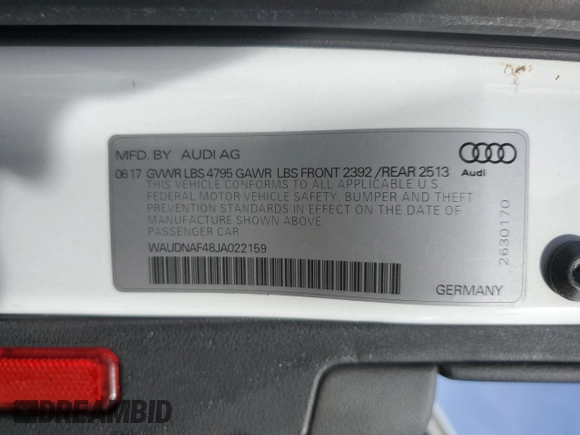 MFD. BY AUDI AG
0617 GVWR LBS 4795 GAWR LBS FRONT 2392 /REAR 2513
THIS VEHICLE CONFORMS TO ALL APPLICABLE U.S.
FEDERAL MOTOR VEHICLE SAFETY, BUMPER AND THEFT
PREVENTION STANDARDS IN EFFECT ON THE DATE OF
MANUFACTURE SHOWN ABOVE
PASSENGER CAR
WAUDNAF48JA022159
Audi
2630170
GERMANY
DREAMBID